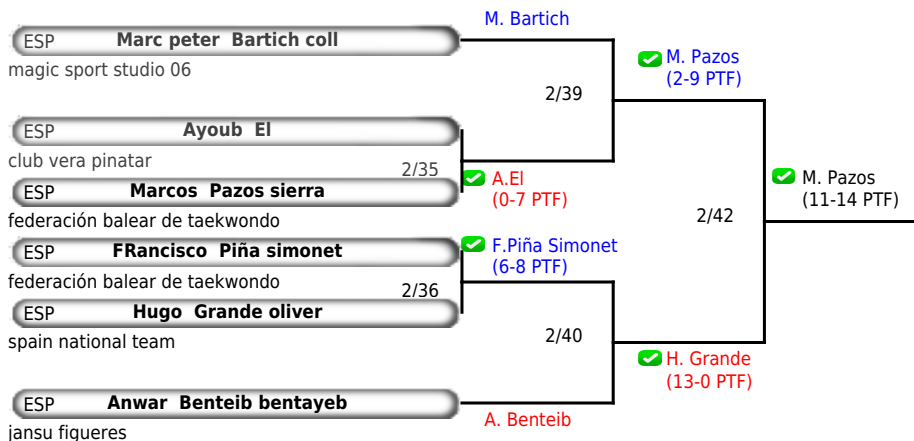 M. Bartich
ESP Marc peter Bartich coll
magic sport studio 06
M. Pazos
(2-9 PTF)
2/39
ESP Ayoub El
club vera pinatar
2/35
A.El
(0-7 PTF)
ESP Marcos Pazos sierra
federación balear de taekwondo
M. Pazos
(11-14 PTF)
2/42
ESP FRancisco Piña simonet
federación balear de taekwondo
F.Piña Simonet
(6-8 PTF)
2/36
ESP Hugo Grande oliver
spain national team
2/40
H. Grande
(13-0 PTF)
ESP Anwar Benteib bentayeb
jansu figueres
A. Benteib